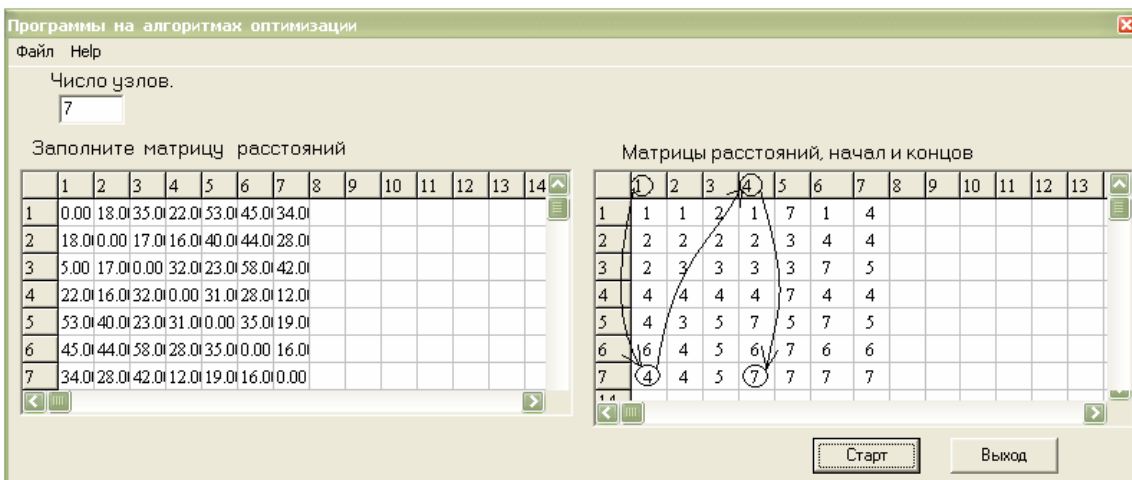 Программы на алгоритмах оптимизации
Файл Help
Число узлов.
7
Заполните матрицу расстояний
1 2 3 4 5 6 7 8 9 10 11 12 13 14
1 0.00 18.0 35.0 22.0 53.0 45.0 34.0
2 18.0 0.00 17.0 16.0 40.0 44.0 28.0
3 5.00 17.0 0.00 32.0 23.0 58.0 42.0
4 22.0 16.0 32.0 0.00 31.0 28.0 12.0
5 53.0 40.0 23.0 31.0 0.00 35.0 19.0
6 45.0 44.0 58.0 28.0 35.0 0.00 16.0
7 34.0 28.0 42.0 12.0 19.0 16.0 0.00
Матрицы расстояний, начал и концов
1 2 3 4 5 6 7 8 9 10 11 12 13
1 1 1 2 1 7 1 4
2 2 2 2 2 3 4 4
3 2 3 3 3 3 7 5
4 4 4 4 4 7 4 4
5 4 3 5 7 5 7 5
6 6 4 5 6 7 6 6
7 4 4 5 7 7 7 7
Старт Выход